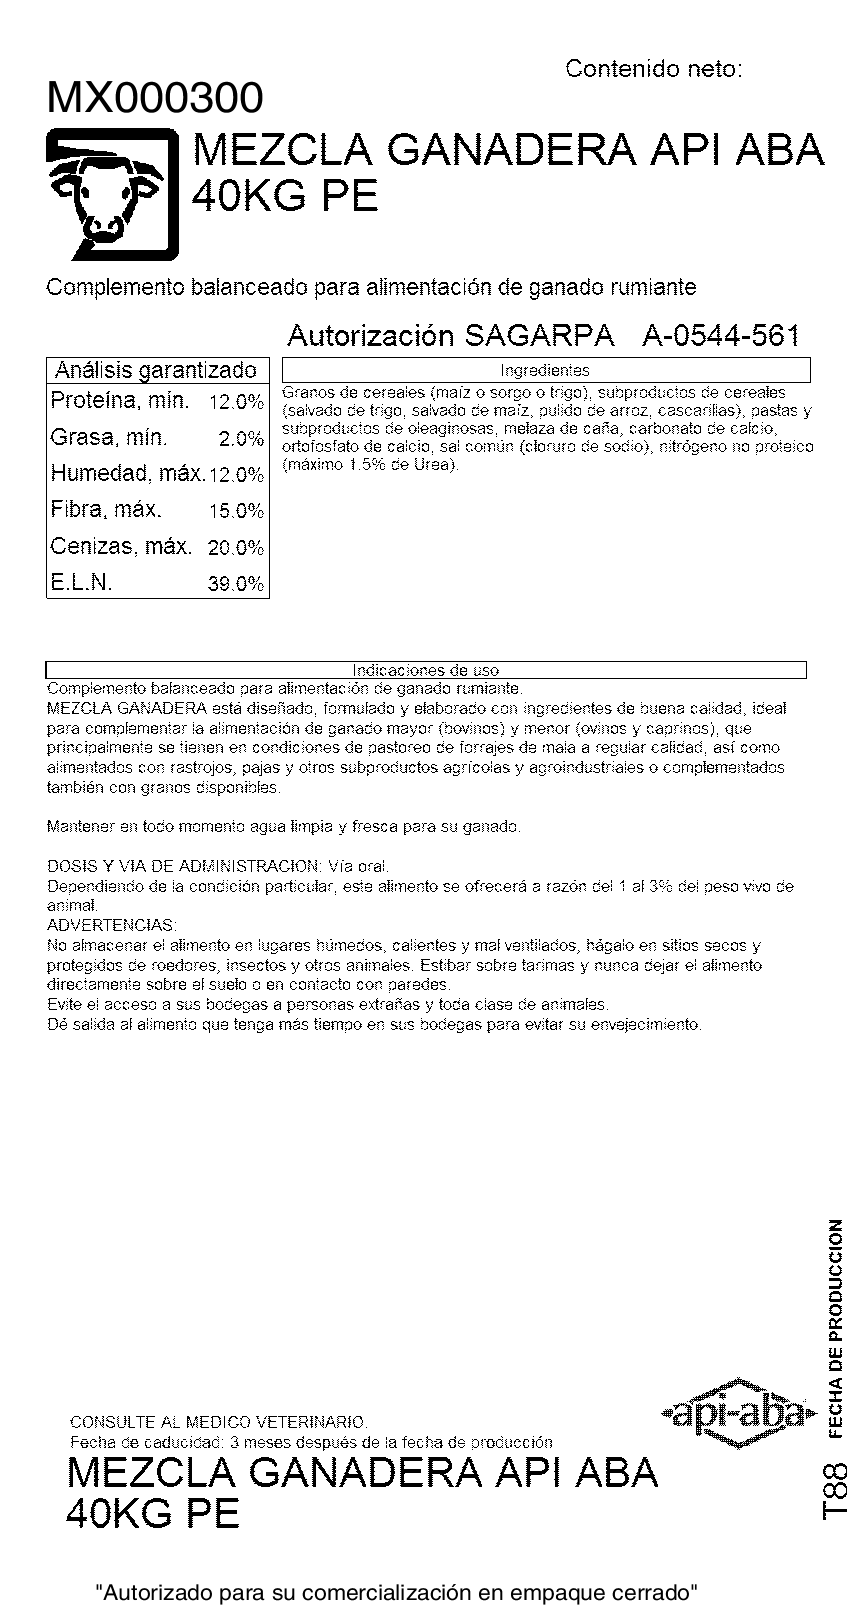 Contenido neto:
MX000300
MEZCLA GANADERA API ABA
40KG PE
Complemento balanceado para alimentación de ganado rumiante
Autorización SAGARPA A-0544-561
Análisis garantizado
Proteína, mín. 12.0%
Grasa, mín. 2.0%
Humedad, máx. 12.0%
Fibra, máx. 15.0%
Cenizas, máx. 20.0%
E.L.N. 39.0%
Ingredientes
Granos de cereales (maíz o sorgo o trigo), subproductos de cereales
(salvado de trigo, salvado de maíz, pulido de arroz, cascarillas), pastas y
subproductos de oleaginosas, melaza de caña, carbonato de calcio,
ortofosfato de calcio, sal común (cloruro de sodio), nitrógeno no proteico
(máximo 1.5% de Urea).
Indicaciones de uso
Complemento balanceado para alimentación de ganado rumiante.
MEZCLA GANADERA está diseñado, formulado y elaborado con ingredientes de buena calidad, ideal
para complementar la alimentación de ganado mayor (bovinos) y menor (ovinos y caprinos), que
principalmente se tienen en condiciones de pastoreo de forrajes de mala a regular calidad, así como
alimentados con rastrojos, pajas y otros subproductos agrícolas y agroindustriales o complementados
también con granos disponibles.
Mantener en todo momento agua limpia y fresca para su ganado.
DOSIS Y VIA DE ADMINISTRACION: Vía oral.
Dependiendo de la condición particular, este alimento se ofrecerá a razón del 1 al 3% del peso vivo de
animal.
ADVERTENCIAS:
No almacenar el alimento en lugares húmedos, calientes y mal ventilados, hágalo en sitios secos y
protegidos de roedores, insectos y otros animales. Estibar sobre tarimas y nunca dejar el alimento
directamente sobre el suelo o en contacto con paredes.
Evite el acceso a sus bodegas a personas extrañas y toda clase de animales.
Dé salida al alimento que tenga más tiempo en sus bodegas para evitar su envejecimiento.
FECHA DE PRODUCCION
T88
api-aba
CONSULTE AL MEDICO VETERINARIO.
Fecha de caducidad: 3 meses después de la fecha de producción
MEZCLA GANADERA API ABA
40KG PE
"Autorizado para su comercialización en empaque cerrado"